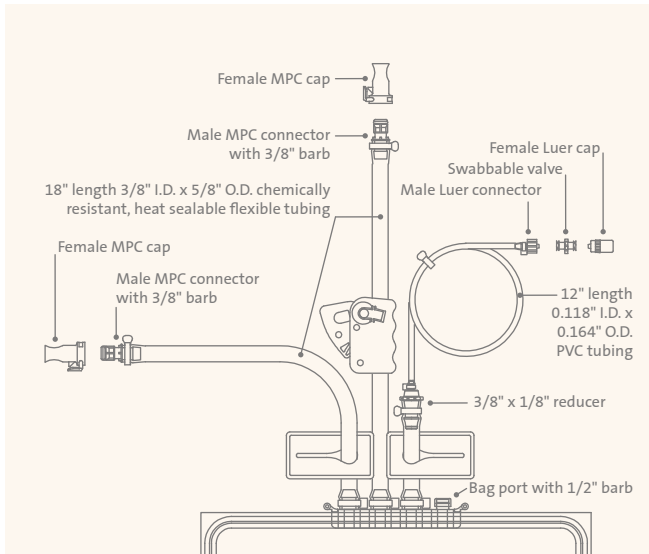 Female MPC cap
Male MPC connector
with 3/8" barb
Female Luer cap
Swabbable valve
Male Luer connector
18" length 3/8" I.D. x 5/8" O.D. chemically
resistant, heat sealable flexible tubing
Female MPC cap
Male MPC connector
with 3/8" barb
12" length
0.118" I.D. x
0.164" O.D.
PVC tubing
3/8" x 1/8" reducer
Bag port with 1/2" barb